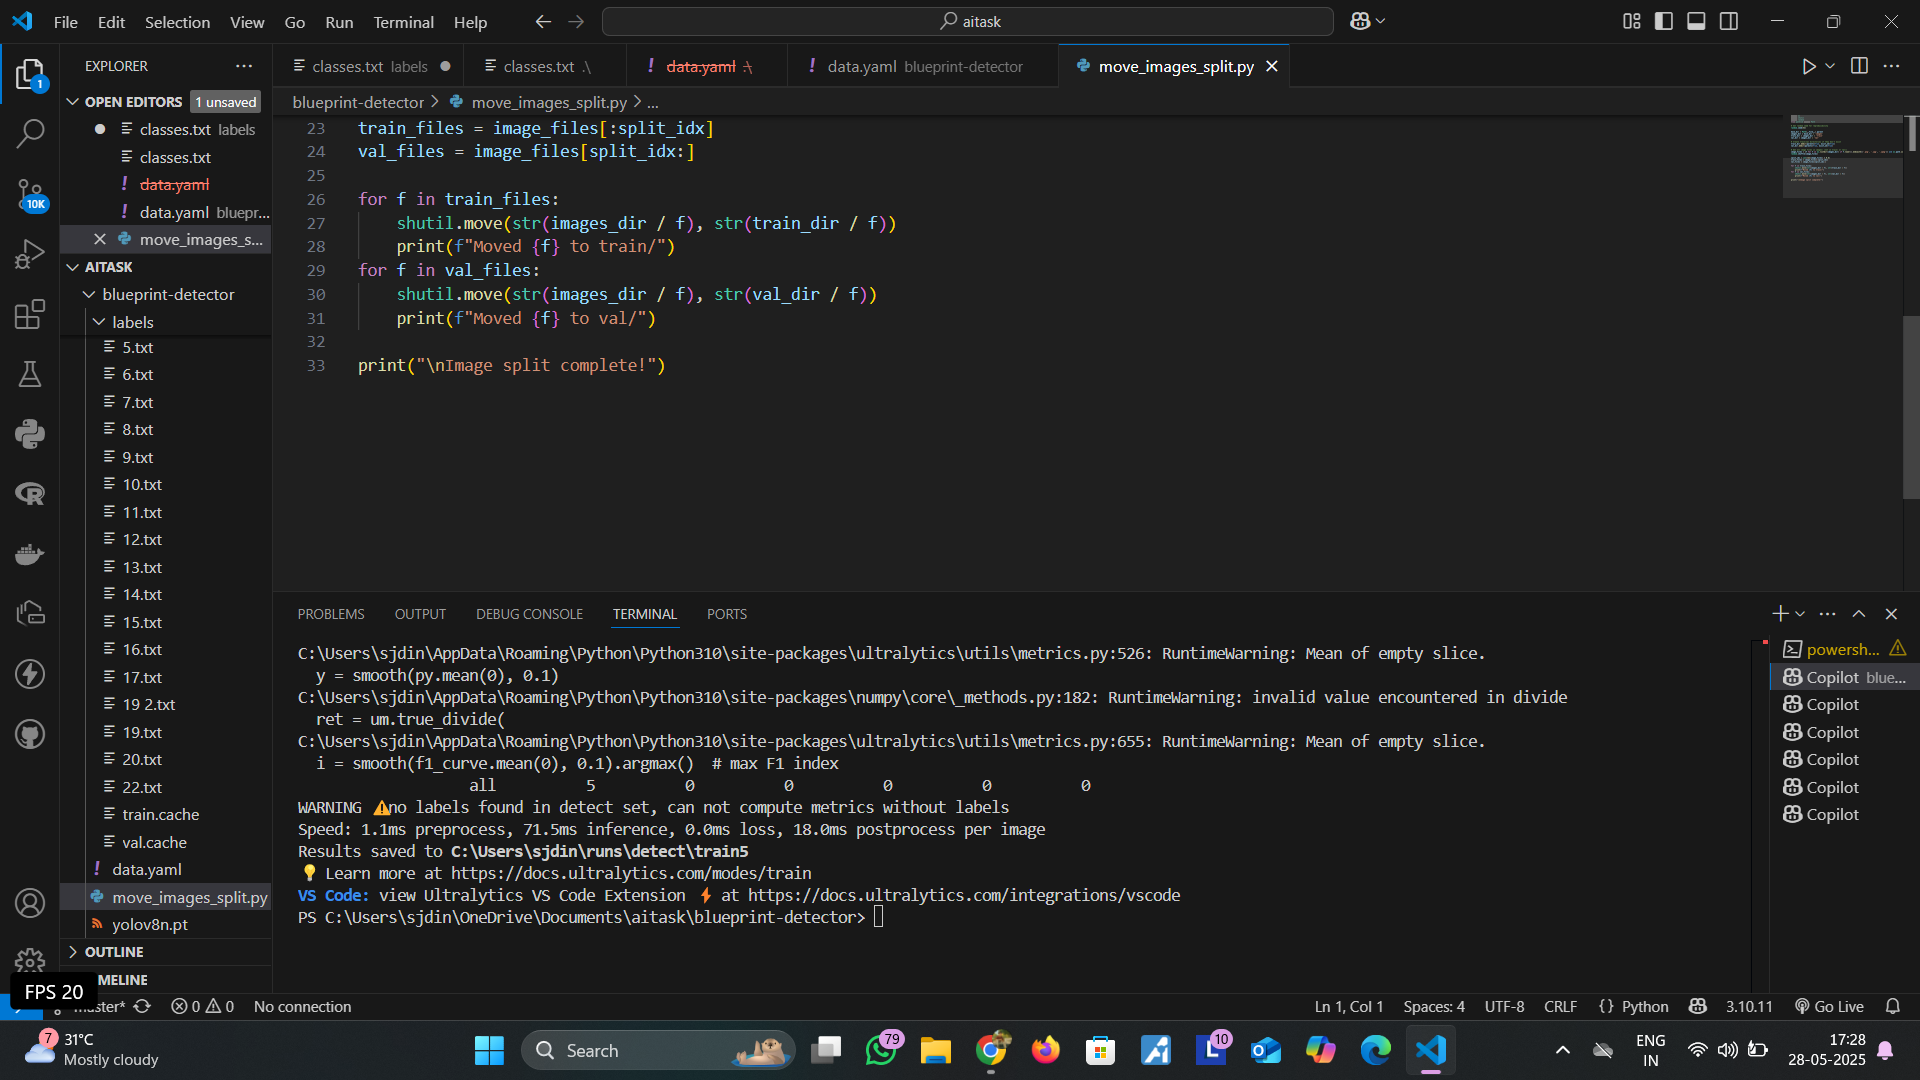 File Edit Selection View Go Run Terminal Help
aitask
EXPLORER
OPEN EDITORS 1 unsaved
classes.txt labels
classes.txt
data.yaml
data.yaml bluepr...
move_images_s...
AITASK
blueprint-detector
labels
5.txt
6.txt
7.txt
8.txt
9.txt
10.txt
11.txt
12.txt
13.txt
14.txt
15.txt
16.txt
17.txt
19 2.txt
19.txt
20.txt
22.txt
train.cache
val.cache
data.yaml
move_images_split.py
yolov8n.pt
OUTLINE
MELINE
1
10K
classes.txt labels
classes.txt .\
data.yaml .\
data.yaml blueprint-detector
move_images_split.py
blueprint-detector > move_images_split.py > ...
23 train_files = image_files[:split_idx]
24 val_files = image_files[split_idx:]
25
26 for f in train_files:
27 shutil.move(str(images_dir / f), str(train_dir / f))
28 print(f"Moved {f} to train/")
29 for f in val_files:
30 shutil.move(str(images_dir / f), str(val_dir / f))
31 print(f"Moved {f} to val/")
32
33 print("\nImage split complete!")
PROBLEMS OUTPUT DEBUG CONSOLE TERMINAL PORTS
C:\Users\sjdin\AppData\Roaming\Python\Python310\site-packages\ultralytics\utils\metrics.py:526: RuntimeWarning: Mean of empty slice.
y = smooth(py.mean(0), 0.1)
C:\Users\sjdin\AppData\Roaming\Python\Python310\site-packages\numpy\core\_methods.py:182: RuntimeWarning: invalid value encountered in divide
ret = um.true_divide(
C:\Users\sjdin\AppData\Roaming\Python\Python310\site-packages\ultralytics\utils\metrics.py:655: RuntimeWarning: Mean of empty slice.
i = smooth(f1_curve.mean(0), 0.1).argmax()  # max F1 index
all 5 0 0 0 0 0
WARNING ⚠️no labels found in detect set, can not compute metrics without labels
Speed: 1.1ms preprocess, 71.5ms inference, 0.0ms loss, 18.0ms postprocess per image
Results saved to C:\Users\sjdin\runs\detect\train5
💡 Learn more at https://docs.ultralytics.com/modes/train
VS Code: view Ultralytics VS Code Extension ⚡ at https://docs.ultralytics.com/integrations/vscode
PS C:\Users\sjdin\OneDrive\Documents\aitask\blueprint-detector>
powersh...
Copilot blue...
Copilot
Copilot
Copilot
Copilot
Copilot
FPS 20
master* 0 0 No connection
Ln 1, Col 1 Spaces: 4 UTF-8 CRLF {} Python 3.10.11 Go Live
7 31°C
Mostly cloudy
Search
79
10
ENG
IN
17:28
28-05-2025